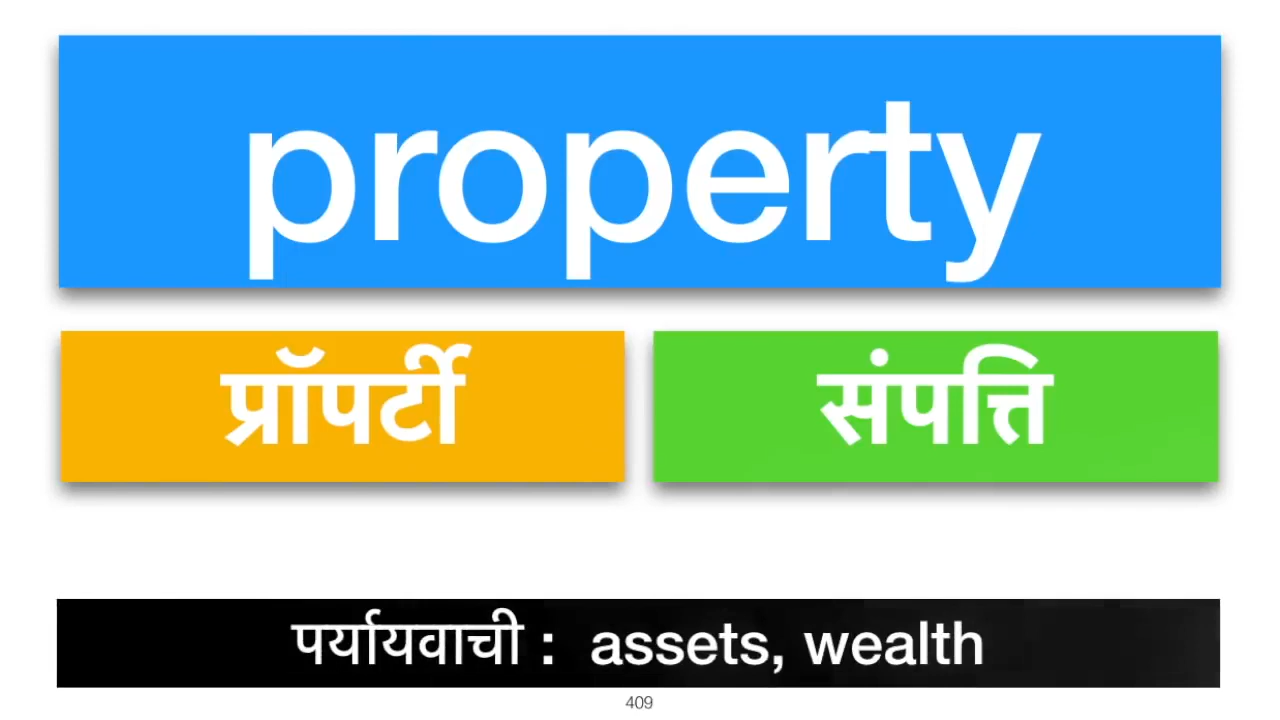 property
प्रॉपर्टी
संपत्ति
पर्यायवाची : assets, wealth
409